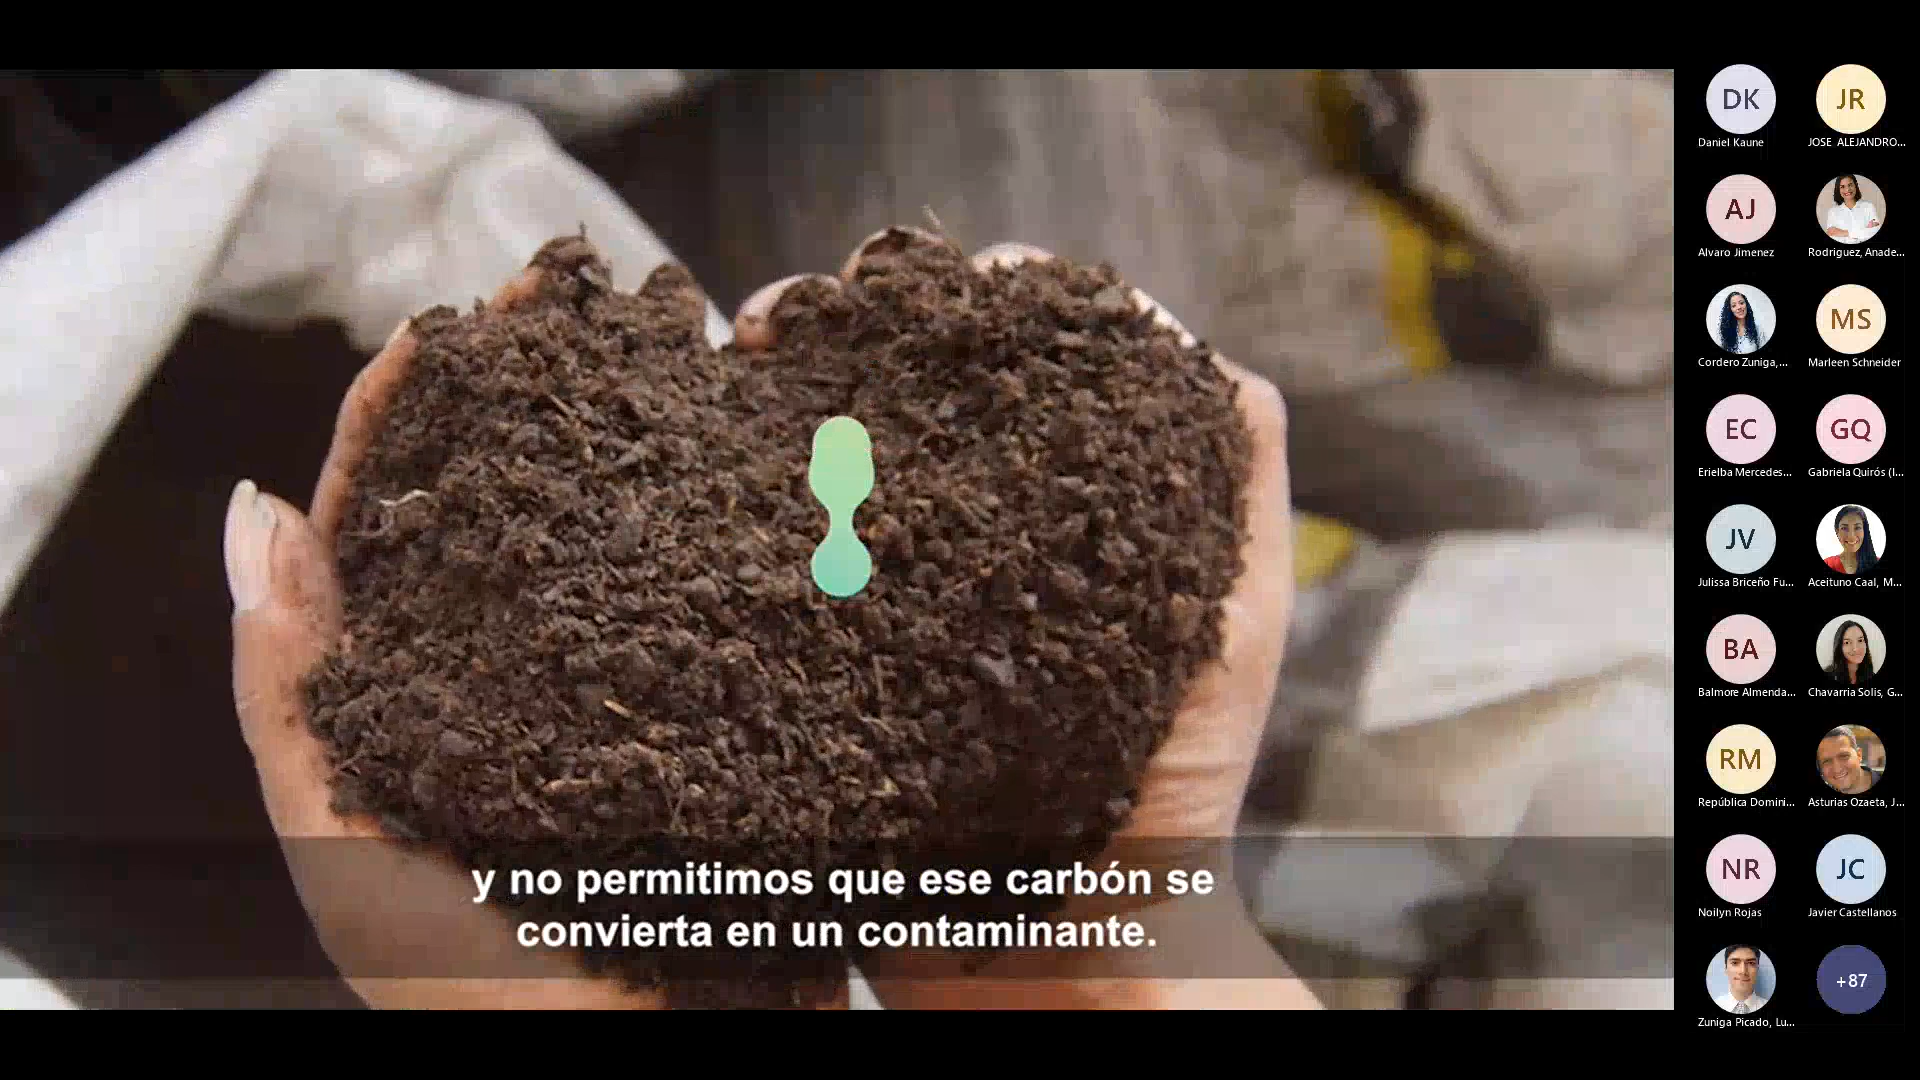 y no permitimos que ese carbón se
convierta en un contaminante.
DK
Daniel Kaune
JR
JOSE ALEJANDRO...
AJ
Alvaro Jimenez
Rodriguez, Anade...
Cordero Zuniga,...
MS
Marleen Schneider
EC
Erielba Mercedes...
GQ
Gabriela Quirós (I...
JV
Julissa Briceño Fu...
Aceituno Caal, M...
BA
Balmore Almenda...
Chavarria Solis, G...
RM
República Domini...
Asturias Ozaeta, J...
NR
Noilyn Rojas
JC
Javier Castellanos
Zuniga Picado, Lu...
+87